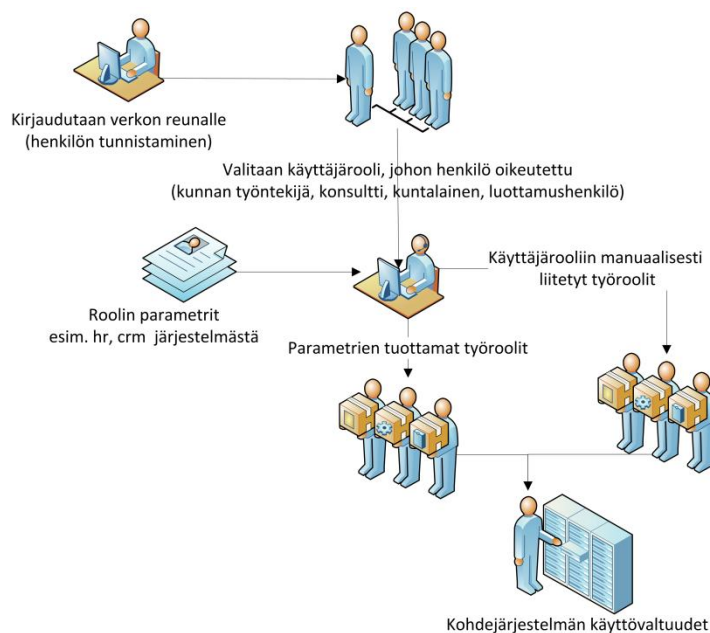 Kirjaudutaan verkon reunalle
(henkilön tunnistaminen)
Valitaan käyttäjärooli, johon henkilö oikeutettu
(kunnan työntekijä, konsultti, kuntalainen, luottamushenkilö)
Käyttäjärooliin manuaalisesti
liitetyt työroolit
Roolin parametrit
esim. hr, crm järjestelmästä
Parametrien tuottamat työroolit
Kohdejärjestelmän käyttövaltuudet